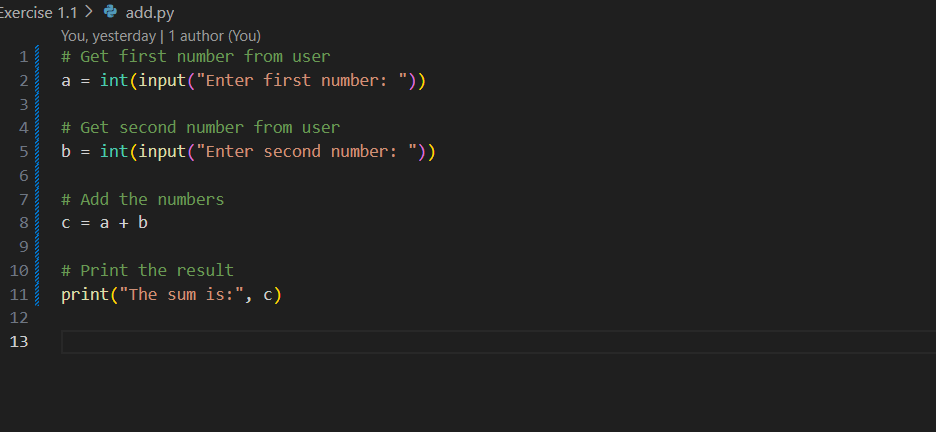 Exercise 1.1 > add.py
You, yesterday | 1 author (You)
1 # Get first number from user
2 a = int(input("Enter first number: "))
3
4 # Get second number from user
5 b = int(input("Enter second number: "))
6
7 # Add the numbers
8 c = a + b
9
10 # Print the result
11 print("The sum is:", c)
12
13